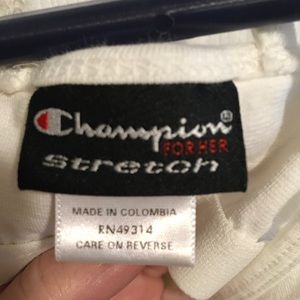 Champion
FOR HER
Stretch
MADE IN COLOMBIA
RN49314
CARE ON REVERSE